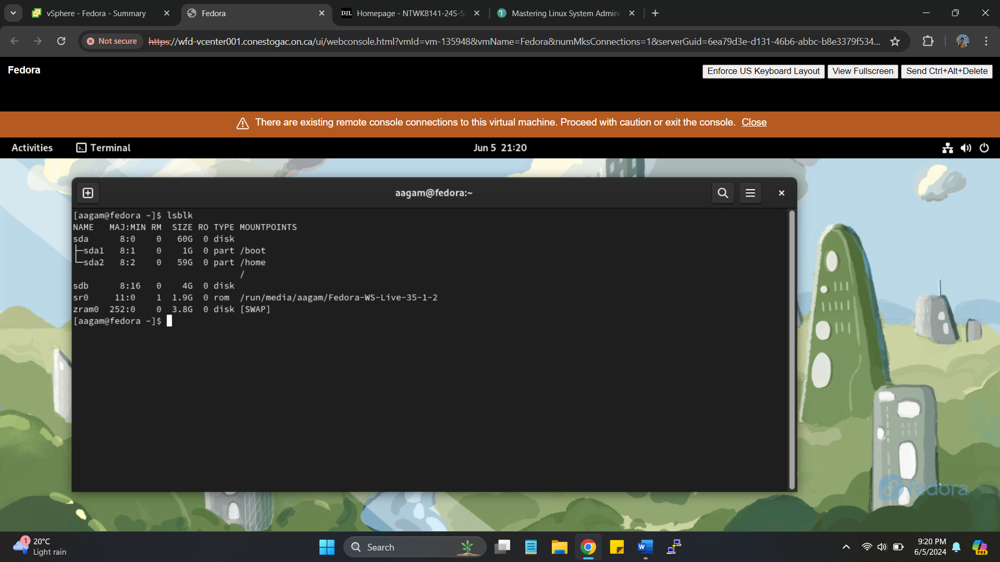 vSphere - Fedora - Summary
Fedora
D2L Homepage - NTWK8141-24S-S
Mastering Linux System Admini
Not secure
https://wfd-vcenter001.conestogac.on.ca/ui/webconsole.html?vmId=vm-135948&vmName=Fedora&numMksConnections=1&serverGuid=6ea79d3e-d131-46b6-abbc-b8e3379f534...
Fedora
Enforce US Keyboard Layout
View Fullscreen
Send Ctrl+Alt+Delete
There are existing remote console connections to this virtual machine. Proceed with caution or exit the console. Close
Activities
Terminal
Jun 5 21:20
aagam@fedora:~
[aagam@fedora ~]$ lsblk
NAME MAJ:MIN RM SIZE RO TYPE MOUNTPOINTS
sda 8:0 0 60G 0 disk
├─sda1 8:1 0 1G 0 part /boot
└─sda2 8:2 0 59G 0 part /home
/
sdb 8:16 0 4G 0 disk
sr0 11:0 1 1.9G 0 rom /run/media/aagam/Fedora-WS-Live-35-1-2
zram0 252:0 0 3.8G 0 disk [SWAP]
[aagam@fedora ~]$
fedora
1
20°C
Light rain
Search
W
9:20 PM
6/5/2024
PRE